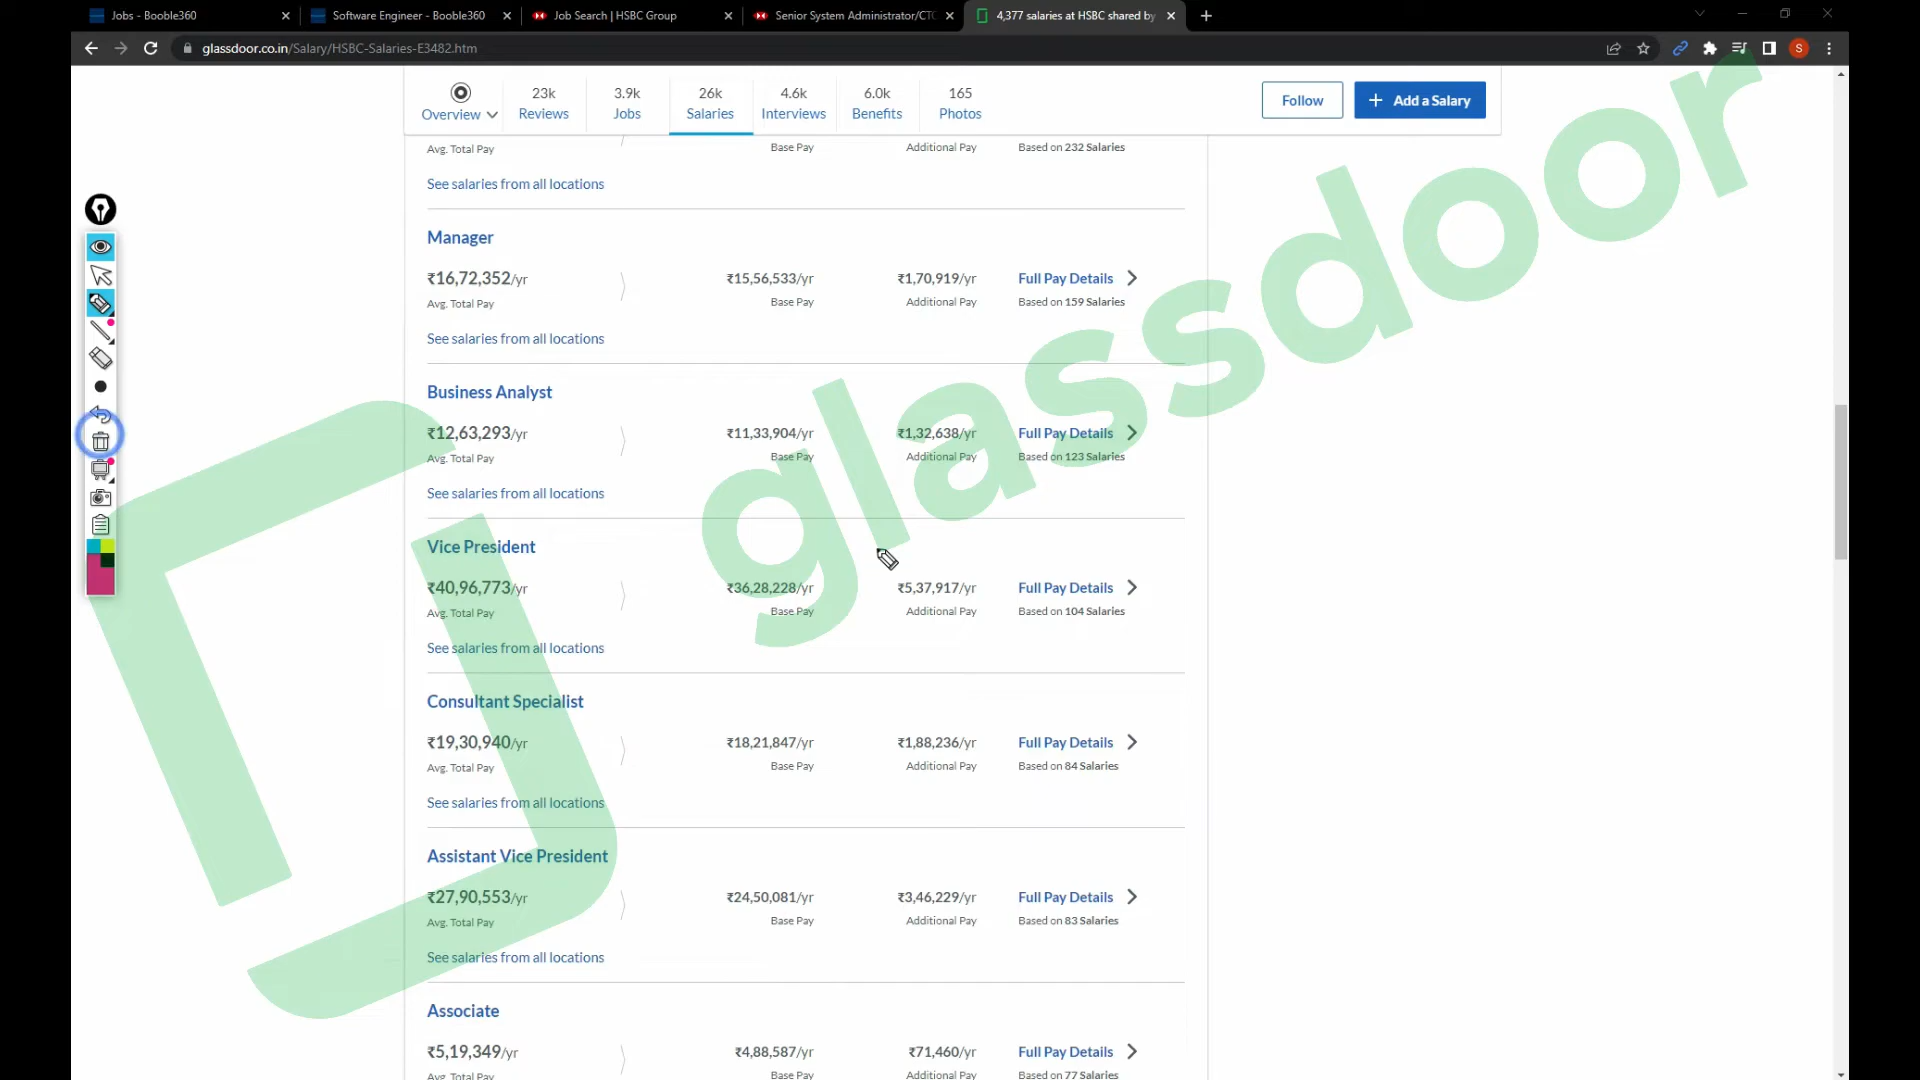 Jobs - Booble360
Software Engineer - Booble360
Job Search | HSBC Group
Senior System Administrator/CTC
4,377 salaries at HSBC shared by
glassdoor.co.in/Salary/HSBC-Salaries-E3482.htm
S
Overview
23k
Reviews
3.9k
Jobs
26k
Salaries
4.6k
Interviews
6.0k
Benefits
165
Photos
Follow
+ Add a Salary
Avg. Total Pay
Base Pay
Additional Pay
Based on 232 Salaries
See salaries from all locations
Manager
₹16,72,352/yr
₹15,56,533/yr
₹1,70,919/yr
Full Pay Details
Avg. Total Pay
Base Pay
Additional Pay
Based on 159 Salaries
See salaries from all locations
Business Analyst
₹12,63,293/yr
₹11,33,904/yr
₹1,32,638/yr
Full Pay Details
Avg. Total Pay
Base Pay
Additional Pay
Based on 123 Salaries
See salaries from all locations
Vice President
₹40,96,773/yr
₹36,28,228/yr
₹5,37,917/yr
Full Pay Details
Avg. Total Pay
Base Pay
Additional Pay
Based on 104 Salaries
See salaries from all locations
Consultant Specialist
₹19,30,940/yr
₹18,21,847/yr
₹1,88,236/yr
Full Pay Details
Avg. Total Pay
Base Pay
Additional Pay
Based on 84 Salaries
See salaries from all locations
Assistant Vice President
₹27,90,553/yr
₹24,50,081/yr
₹3,46,229/yr
Full Pay Details
Avg. Total Pay
Base Pay
Additional Pay
Based on 83 Salaries
See salaries from all locations
Associate
₹5,19,349/yr
₹4,88,587/yr
₹71,460/yr
Full Pay Details
Avg. Total Pay
Base Pay
Additional Pay
Based on 77 Salaries
glassdoor